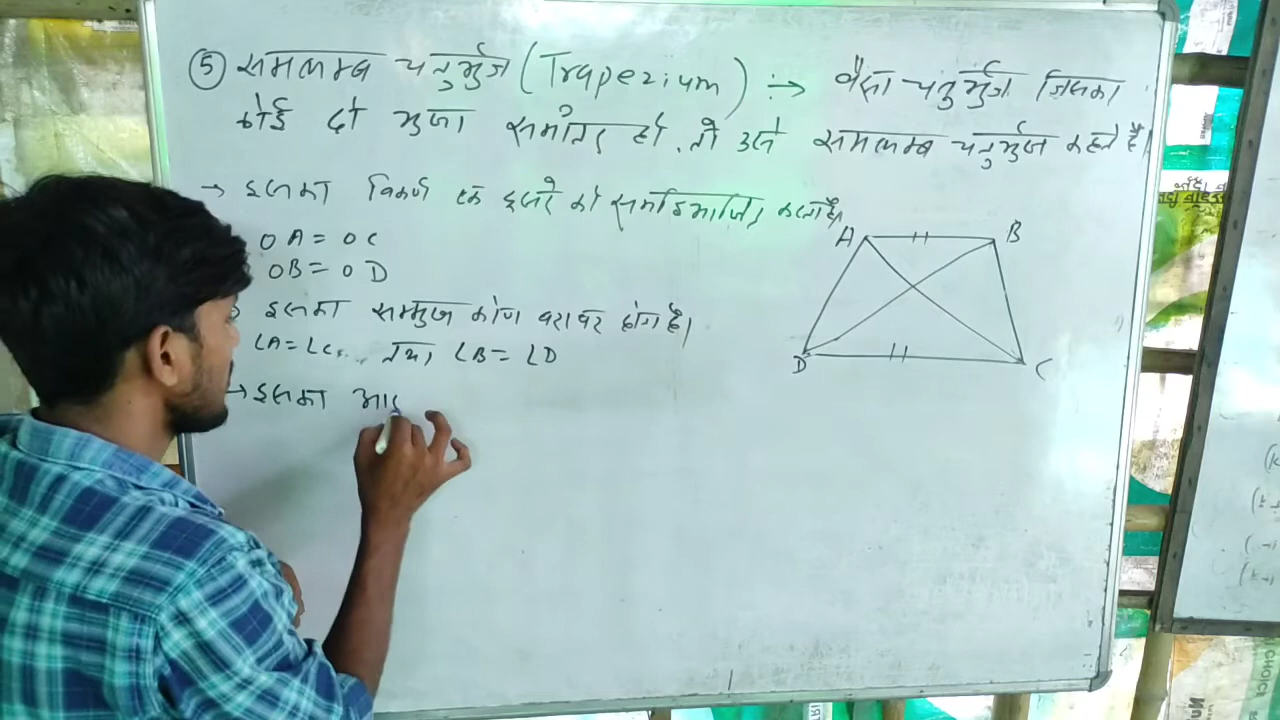 ⑤ समलम्ब चतुर्भुज (Trapezium) :→ वैसा चतुर्भुज जिसका
कोई दो भुजा समांतर हो, तो उसे समलम्ब चतुर्भुज कहते हैं।
→ इसका विकर्ण एक दूसरे को समद्विभाजित करता है।
OA = OC
OB = OD
इसका सम्मुख कोण बराबर होगा है।
∠A = ∠C, तथा ∠B = ∠D
→ इसका
A B
D C